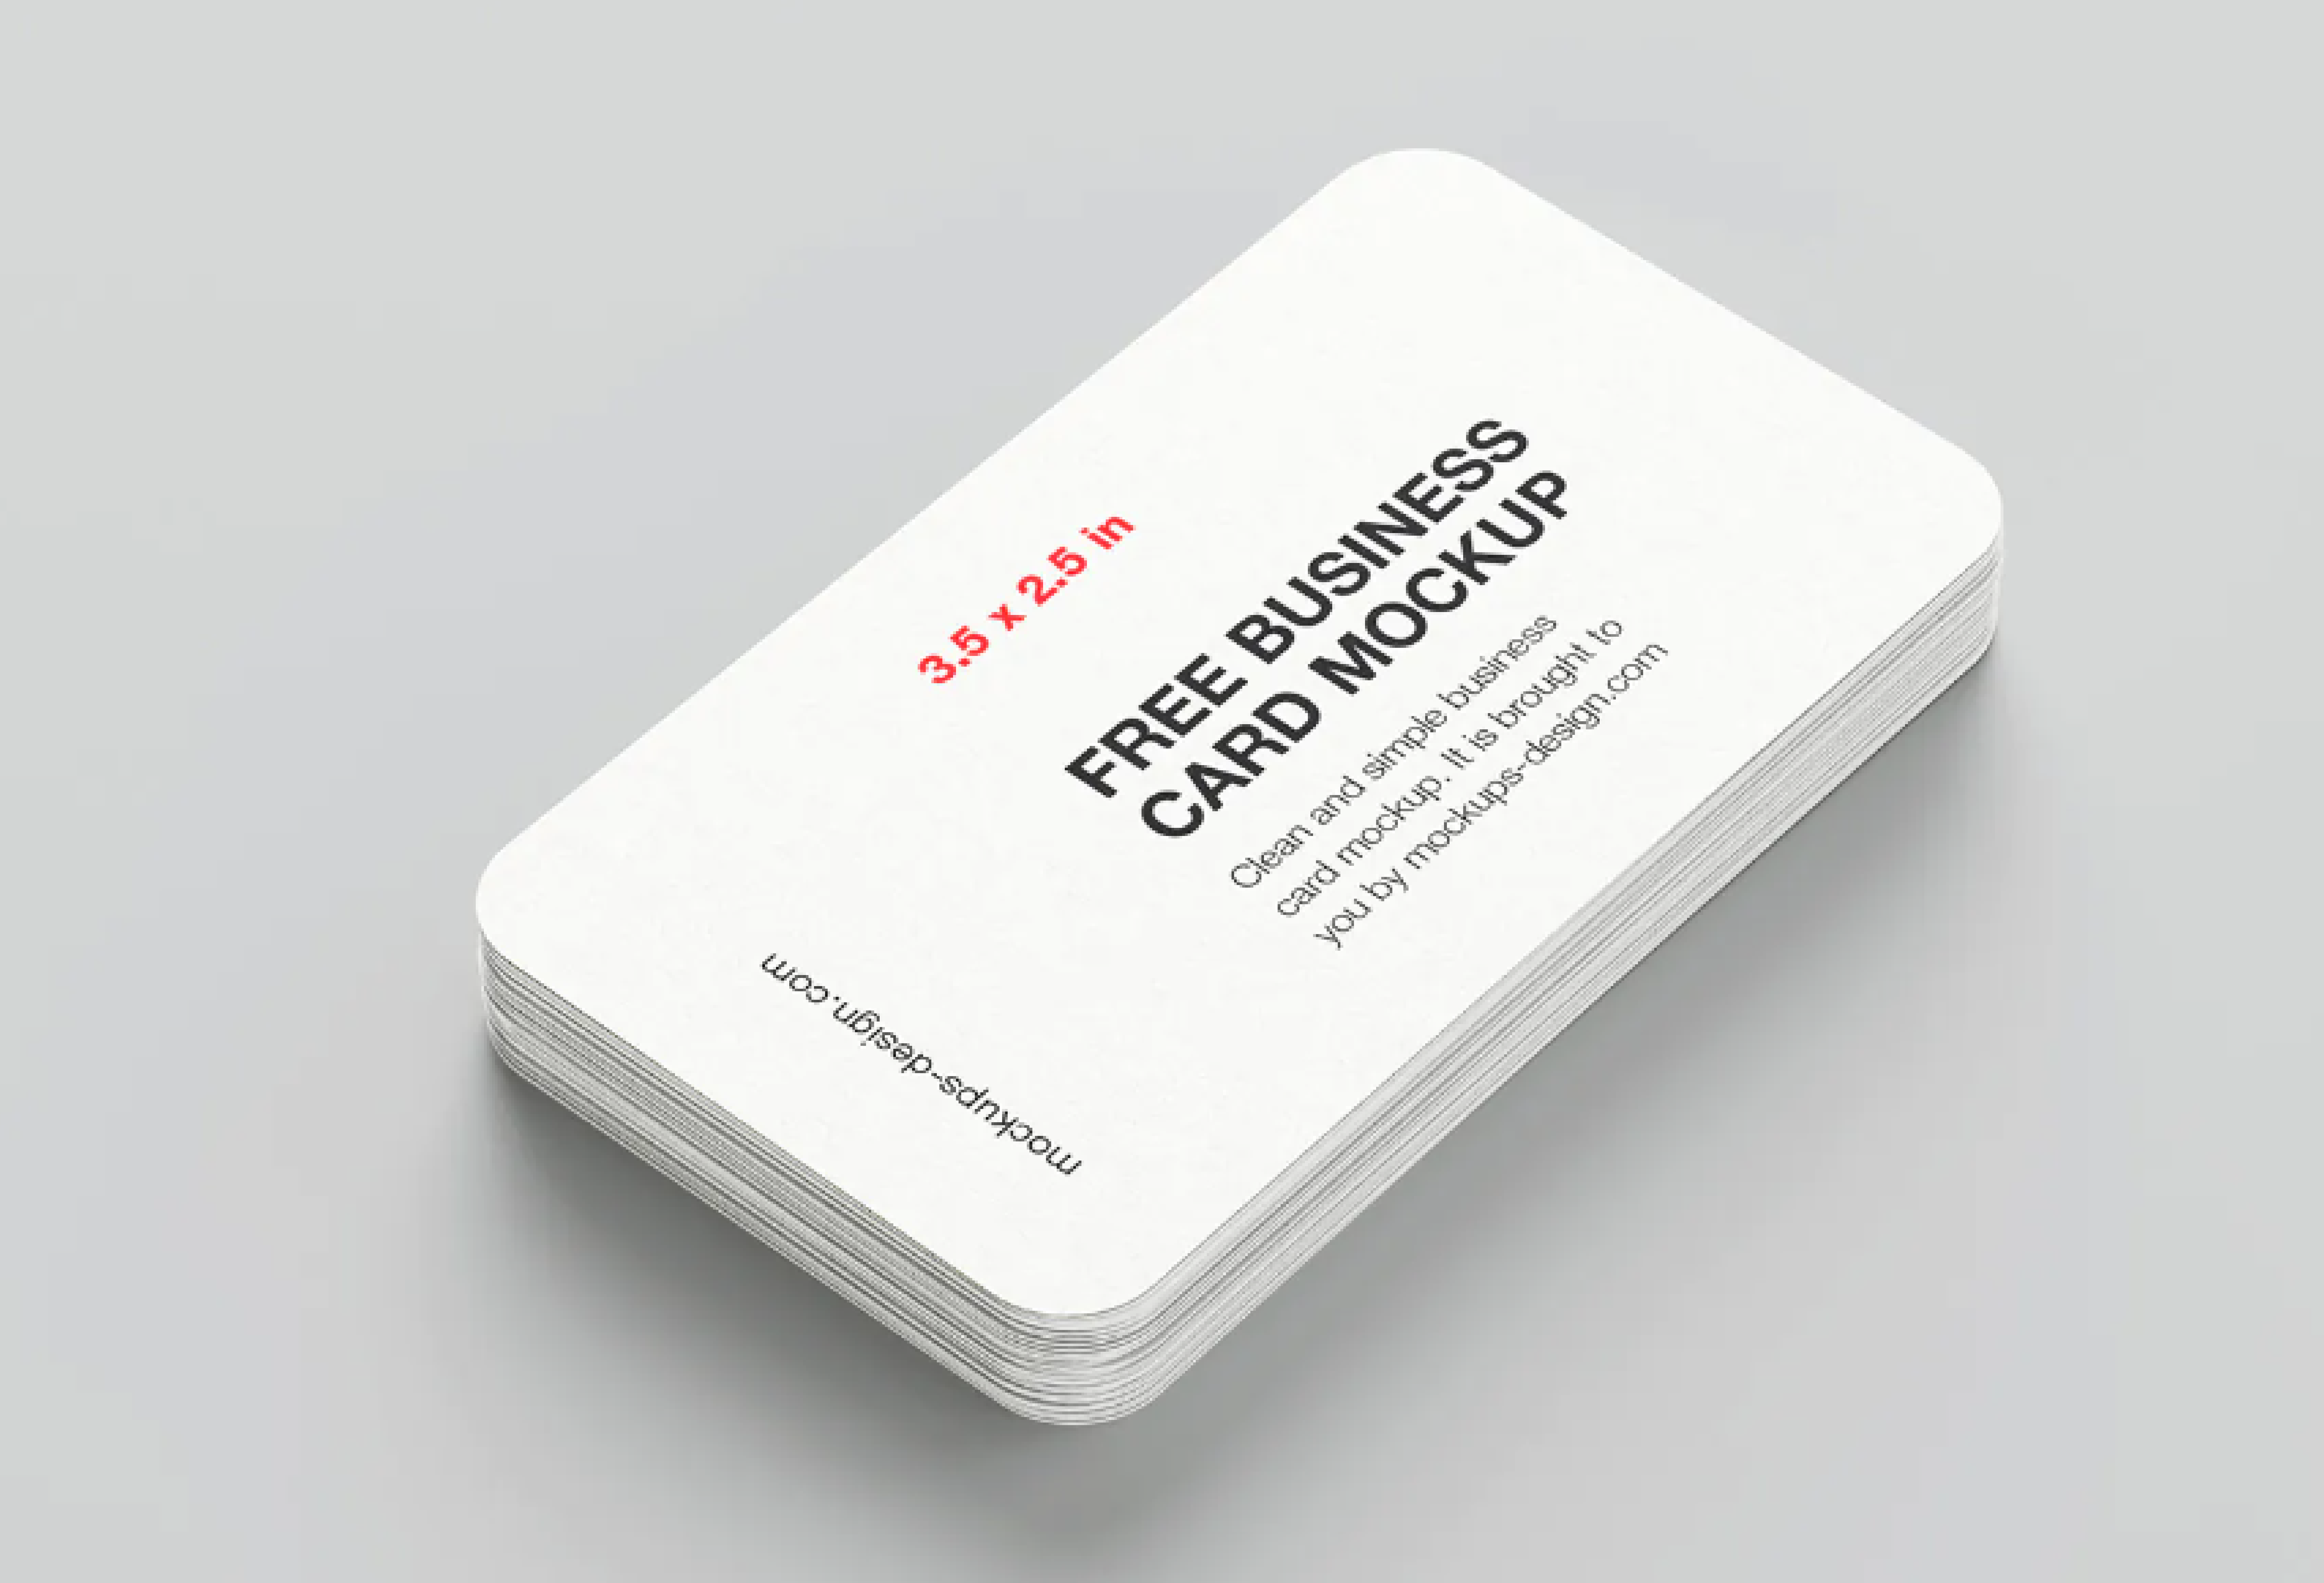 3.5 x 2.5 in
FREE BUSINESS
CARD MOCKUP
Clean and simple business
card mockup. It is brought to
you by mockups-design.com
mockups-design.com